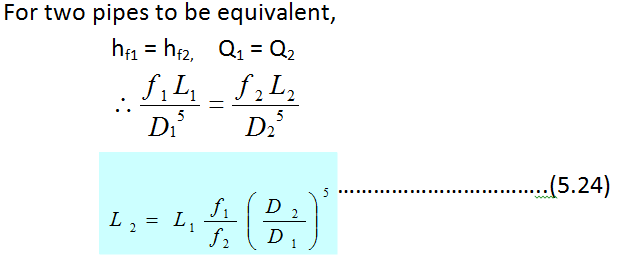 For two pipes to be equivalent,
h_f1 = h_f2, Q_1 = Q_2
∴ f_1 L_1 / D_1^5 = f_2 L_2 / D_2^5
L_2 = L_1 (f_1 / f_2) (D_2 / D_1)^5 ....................................(5.24)